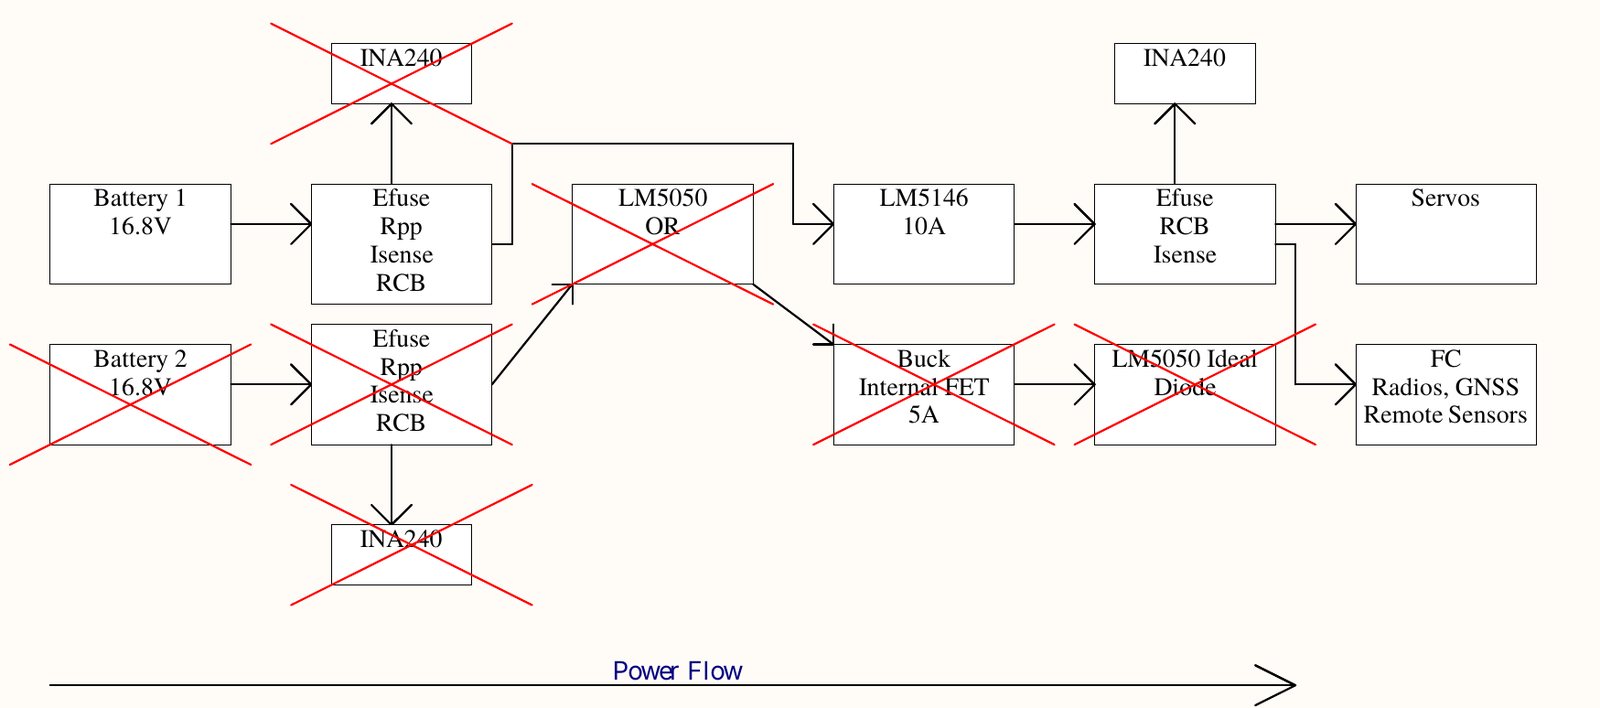 INA240
INA240
Battery 1
16.8V
Efuse
Rpp
Isense
RCB
LM5050
OR
LM5146
10A
Efuse
RCB
Isense
Servos
Battery 2
16.8V
Efuse
Rpp
Isense
RCB
Buck
Internal FET
5A
LM5050 Ideal
Diode
FC
Radios, GNSS
Remote Sensors
INA240
Power Flow